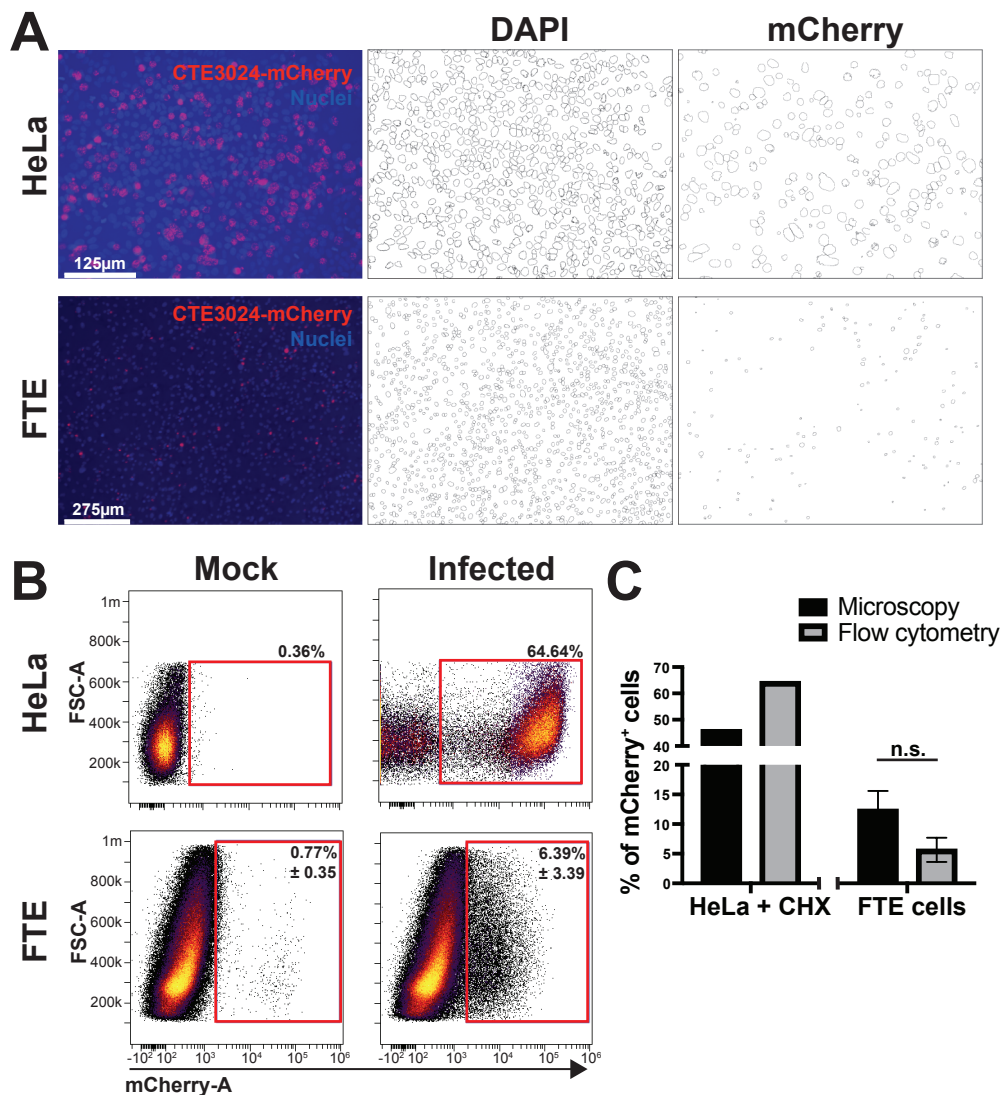 A
DAPI
mCherry
HeLa
CTE3024-mCherry
Nuclei
125µm
FTE
CTE3024-mCherry
Nuclei
275µm
B
Mock
Infected
HeLa
FSC-A
1m
800k
600k
400k
200k
0.36%
64.64%
FTE
FSC-A
1m
800k
600k
400k
200k
0.77%
± 0.35
6.39%
± 3.39
-10² 10² 10³ 10⁴ 10⁵ 10⁶
-10² 10² 10³ 10⁴ 10⁵ 10⁶
mCherry-A
C
Microscopy
Flow cytometry
% of mCherry⁺ cells
70
60
50
40
20
15
10
5
0
n.s.
HeLa + CHX
FTE cells